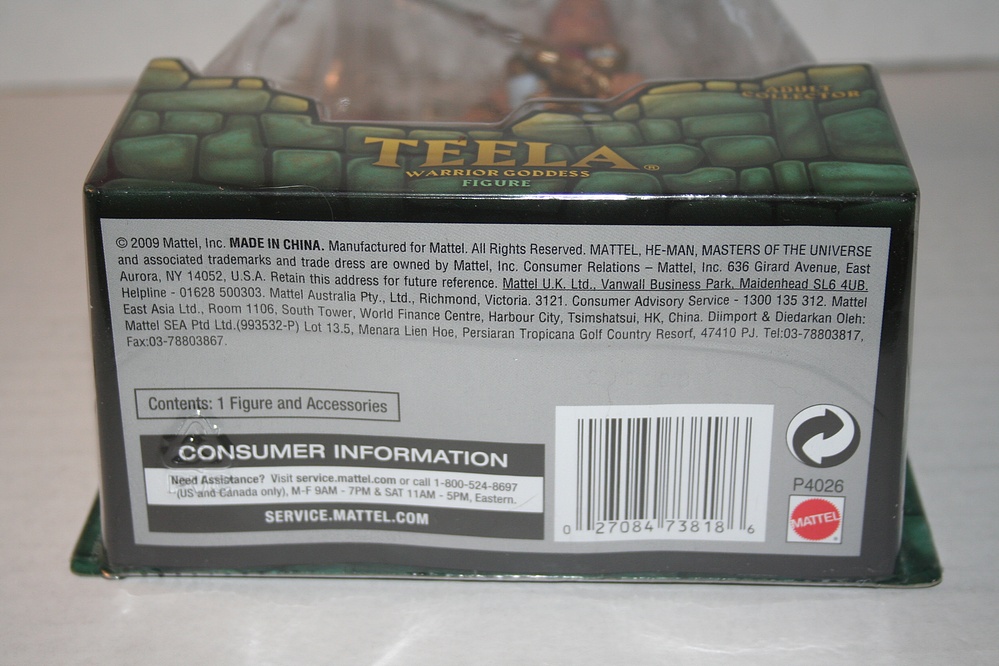 ADULT
COLLECTOR
TEELA®
WARRIOR GODDESS
FIGURE
© 2009 Mattel, Inc. MADE IN CHINA. Manufactured for Mattel. All Rights Reserved. MATTEL, HE-MAN, MASTERS OF THE UNIVERSE
and associated trademarks and trade dress are owned by Mattel, Inc. Consumer Relations – Mattel, Inc. 636 Girard Avenue, East
Aurora, NY 14052, U.S.A. Retain this address for future reference. Mattel U.K. Ltd., Vanwall Business Park, Maidenhead SL6 4UB.
Helpline - 01628 500303. Mattel Australia Pty., Ltd., Richmond, Victoria. 3121. Consumer Advisory Service - 1300 135 312. Mattel
East Asia Ltd., Room 1106, South Tower, World Finance Centre, Harbour City, Tsimshatsui, HK, China. Diimport & Diedarkan Oleh:
Mattel SEA Ptd Ltd.(993532-P) Lot 13.5, Menara Lien Hoe, Persiaran Tropicana Golf Country Resort, 47410 PJ. Tel:03-78803817,
Fax:03-78803867.
Contents: 1 Figure and Accessories
CONSUMER INFORMATION
Need Assistance? Visit service.mattel.com or call 1-800-524-8697
(US and Canada only), M-F 9AM - 7PM & SAT 11AM - 5PM, Eastern.
SERVICE.MATTEL.COM
0 27084 73818 6
P4026
MATTEL